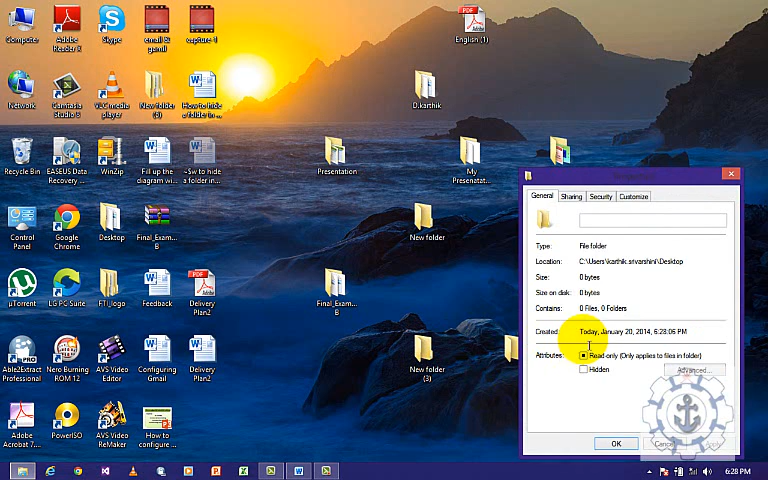 Computer
Adobe
Reader X
Skype
email &
gamil
capture-1
English (1)
Network
Camtasia
Studio 8
VLC media
player
New folder
(2)
How to hide
a folder in ...
D.karthik
Recycle Bin
EASEUS Data
Recovery ...
WinZip
Fill up the
diagram wi...
~$w to hide
a folder in...
Presentation
My
Presenatat...
Control
Panel
Google
Chrome
Desktop
Final_Exam...
B
New folder
µTorrent
LG PC Suite
FTI_logo
Feedback
Delivery
Plan2
Final_Exam...
B
Able2Extract
Professional
Nero Burning
ROM 12
AVS Video
Editor
Configuring
Gmail
Delivery
Plan2
New folder
(3)
Adobe
Acrobat 7....
PowerISO
AVS Video
ReMaker
How to
configure ...
General Sharing Security Customize
Type: File folder
Location: C:\Users\karthik.srivarshini\Desktop
Size: 0 bytes
Size on disk: 0 bytes
Contains: 0 Files, 0 Folders
Created: Today, January 20, 2014, 6:28:06 PM
Attributes: Read-only (Only applies to files in folder)
Hidden Advanced...
OK Cancel Apply
6:28 PM